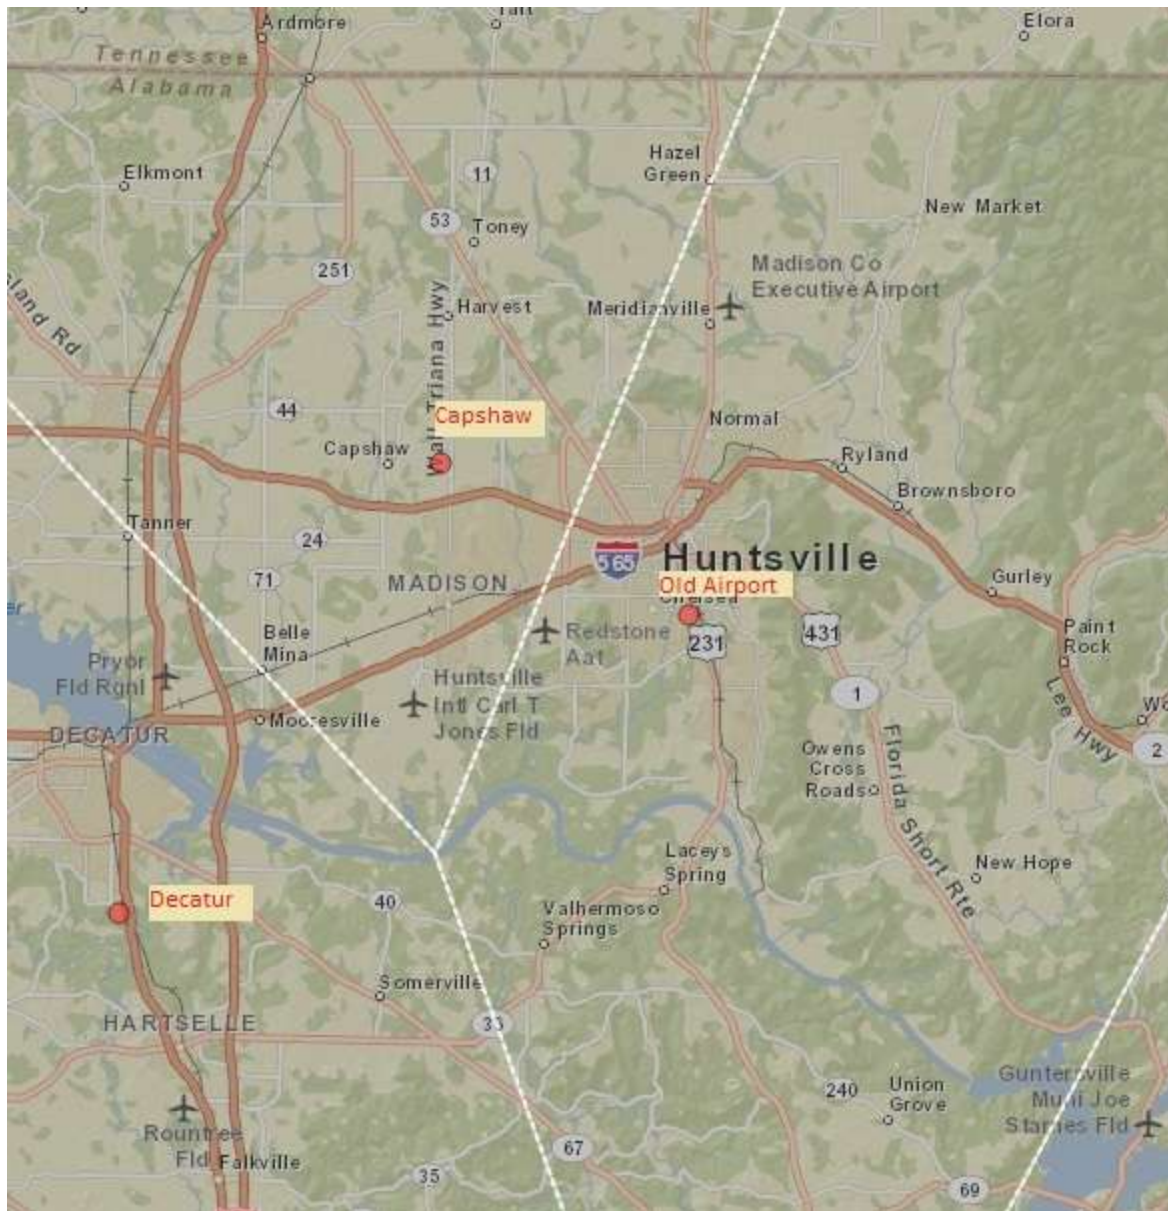 Ardmore
Elora
Tennessee
Alabama
Hazel
Green
Elkmont
11
New Market
53
Toney
251
Madison Co
Executive Airport
Harvest
Meridianville
Wall Triana Hwy
44
Capshaw
Normal
Capshaw
Ryland
Brownsboro
Tanner
24
565
Huntsville
71
MADISON
Old Airport
Chelsea
Gurley
Belle
Mina
Redstone
Aat
231
431
Paint
Rock
Pryor
Fld Rgnl
Huntsville
Intl Carl T
Jones Fld
1
Lee Hwy
Mooresville
DECATUR
2
Owens
Cross
Roads
Florida Short Rte
Laceys
Spring
New Hope
Decatur
40
Valhermoso
Springs
Somerville
HARTSELLE
Guntersville
Muni Joe
Starnes Fld
240
Union
Grove
Rountree
Fld
Falkville
67
35
69